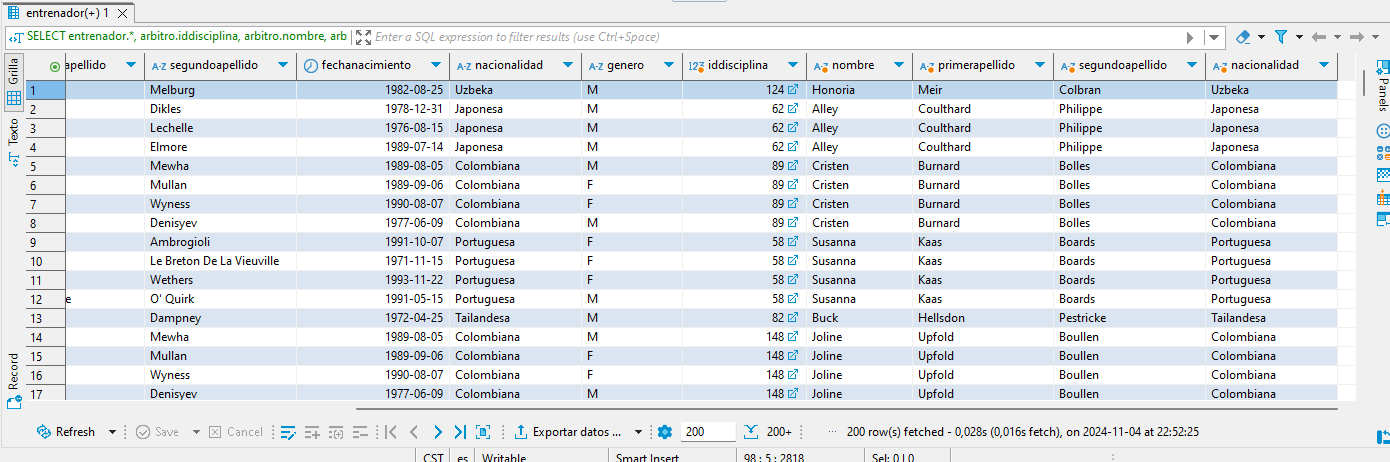 entrenador(+) 1
SELECT entrenador.*, arbitro.iddisciplina, arbitro.nombre, arb Enter a SQL expression to filter results (use Ctrl+Space)
Grilla
Texto
Record
Panels
apellido segundoapellido fechanacimiento nacionalidad genero iddisciplina nombre primerapellido segundoapellido nacionalidad
1 Melburg 1982-08-25 Uzbeka M 124 Honoria Meir Colbran Uzbeka
2 Dikles 1978-12-31 Japonesa M 62 Alley Coulthard Philippe Japonesa
3 Lechelle 1976-08-15 Japonesa M 62 Alley Coulthard Philippe Japonesa
4 Elmore 1989-07-14 Japonesa M 62 Alley Coulthard Philippe Japonesa
5 Mewha 1989-08-05 Colombiana M 89 Cristen Burnard Bolles Colombiana
6 Mullan 1989-09-06 Colombiana F 89 Cristen Burnard Bolles Colombiana
7 Wyness 1990-08-07 Colombiana F 89 Cristen Burnard Bolles Colombiana
8 Denisyev 1977-06-09 Colombiana M 89 Cristen Burnard Bolles Colombiana
9 Ambrogioli 1991-10-07 Portuguesa F 58 Susanna Kaas Boards Portuguesa
10 Le Breton De La Vieuville 1971-11-15 Portuguesa F 58 Susanna Kaas Boards Portuguesa
11 Wethers 1993-11-22 Portuguesa F 58 Susanna Kaas Boards Portuguesa
12 e O' Quirk 1991-05-15 Portuguesa M 58 Susanna Kaas Boards Portuguesa
13 Dampney 1972-04-25 Tailandesa M 82 Buck Hellsdon Pestricke Tailandesa
14 Mewha 1989-08-05 Colombiana M 148 Joline Upfold Boullen Colombiana
15 Mullan 1989-09-06 Colombiana F 148 Joline Upfold Boullen Colombiana
16 Wyness 1990-08-07 Colombiana F 148 Joline Upfold Boullen Colombiana
17 Denisyev 1977-06-09 Colombiana M 148 Joline Upfold Boullen Colombiana
Refresh Save Cancel Exportar datos ... 200 200+ 200 row(s) fetched - 0,028s (0,016s fetch), on 2024-11-04 at 22:52:25
CST es Writable Smart Insert 98 : 5 : 2818 Sel: 0 | 0